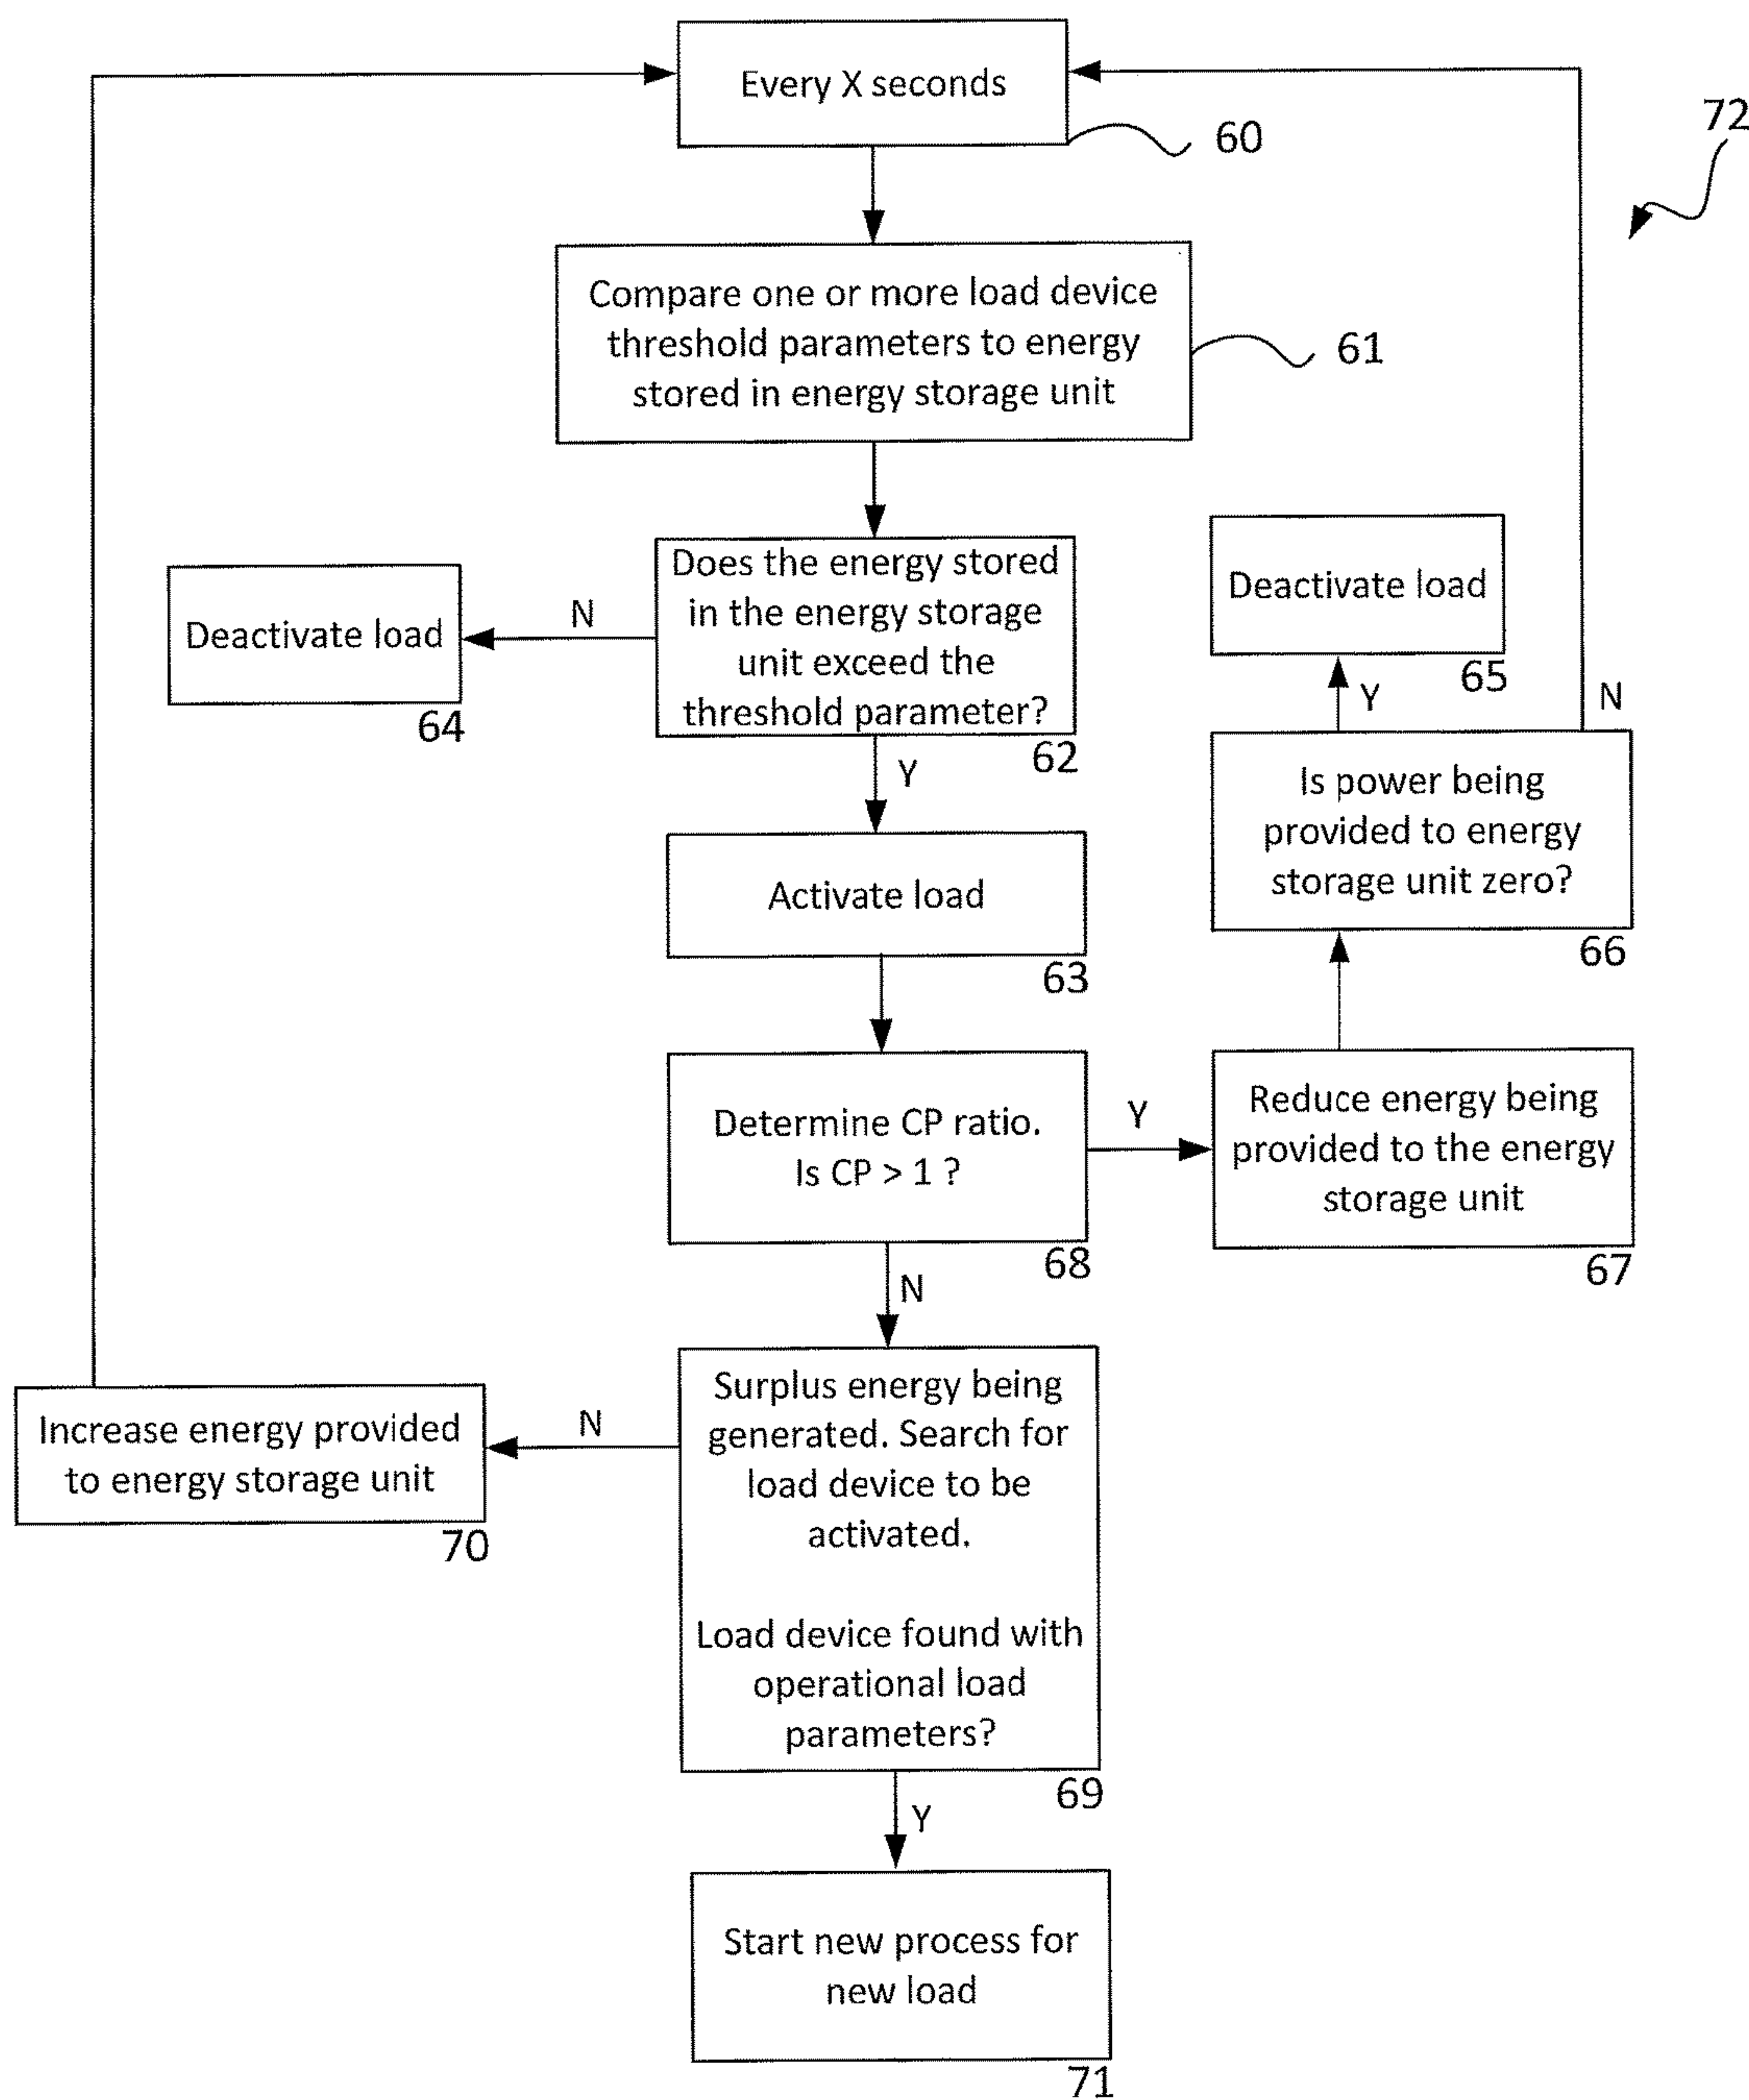 Every X seconds
60
72
Compare one or more load device
threshold parameters to energy
stored in energy storage unit
61
Does the energy stored
in the energy storage
unit exceed the
threshold parameter?
62
N
Deactivate load
64
Deactivate load
65
Y
N
Y
Is power being
provided to energy
storage unit zero?
66
Activate load
63
Determine CP ratio.
Is CP > 1 ?
68
Y
Reduce energy being
provided to the energy
storage unit
67
N
Surplus energy being
generated. Search for
load device to be
activated.
Load device found with
operational load
parameters?
69
N
Increase energy provided
to energy storage unit
70
Y
Start new process for
new load
71